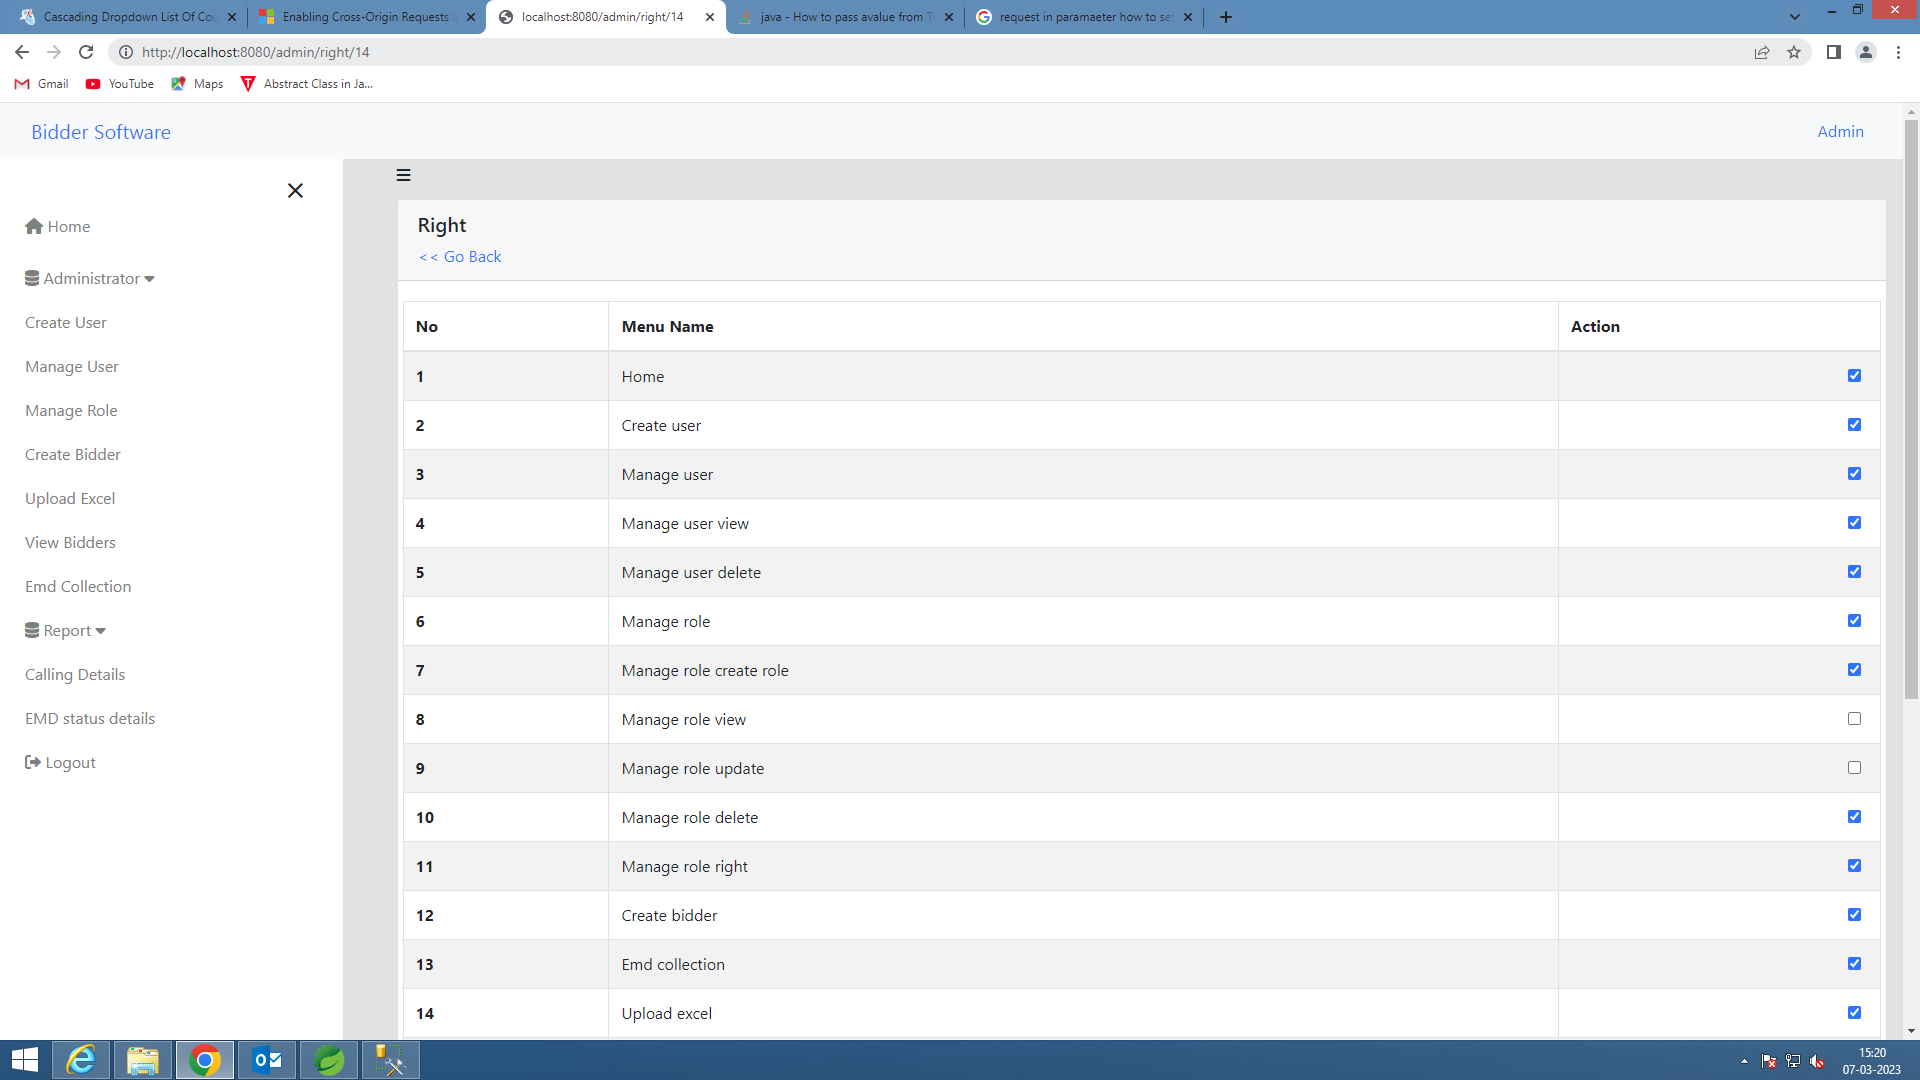 Cascading Dropdown List Of Cou
Enabling Cross-Origin Requests i
localhost:8080/admin/right/14
java - How to pass avalue from T
request in paramaeter how to se
http://localhost:8080/admin/right/14
Gmail
YouTube
Maps
Abstract Class in Ja...
Bidder Software
Admin
Home
Administrator
Create User
Manage User
Manage Role
Create Bidder
Upload Excel
View Bidders
Emd Collection
Report
Calling Details
EMD status details
Logout
Right
<< Go Back
No Menu Name Action
1 Home
2 Create user
3 Manage user
4 Manage user view
5 Manage user delete
6 Manage role
7 Manage role create role
8 Manage role view
9 Manage role update
10 Manage role delete
11 Manage role right
12 Create bidder
13 Emd collection
14 Upload excel
15:20
07-03-2023